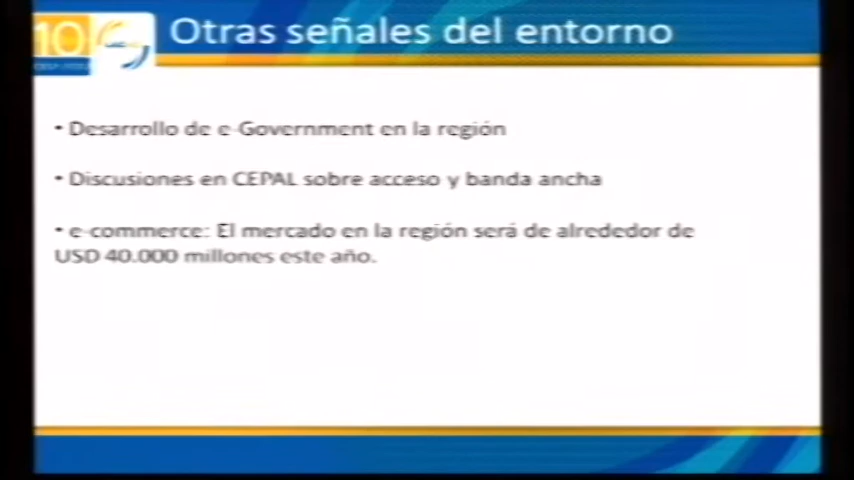 10
Otras señales del entorno
• Desarrollo de e-Government en la región
• Discusiones en CEPAL sobre acceso y banda ancha
• e-commerce: El mercado en la región será de alrededor de
USD 40.000 millones este año.